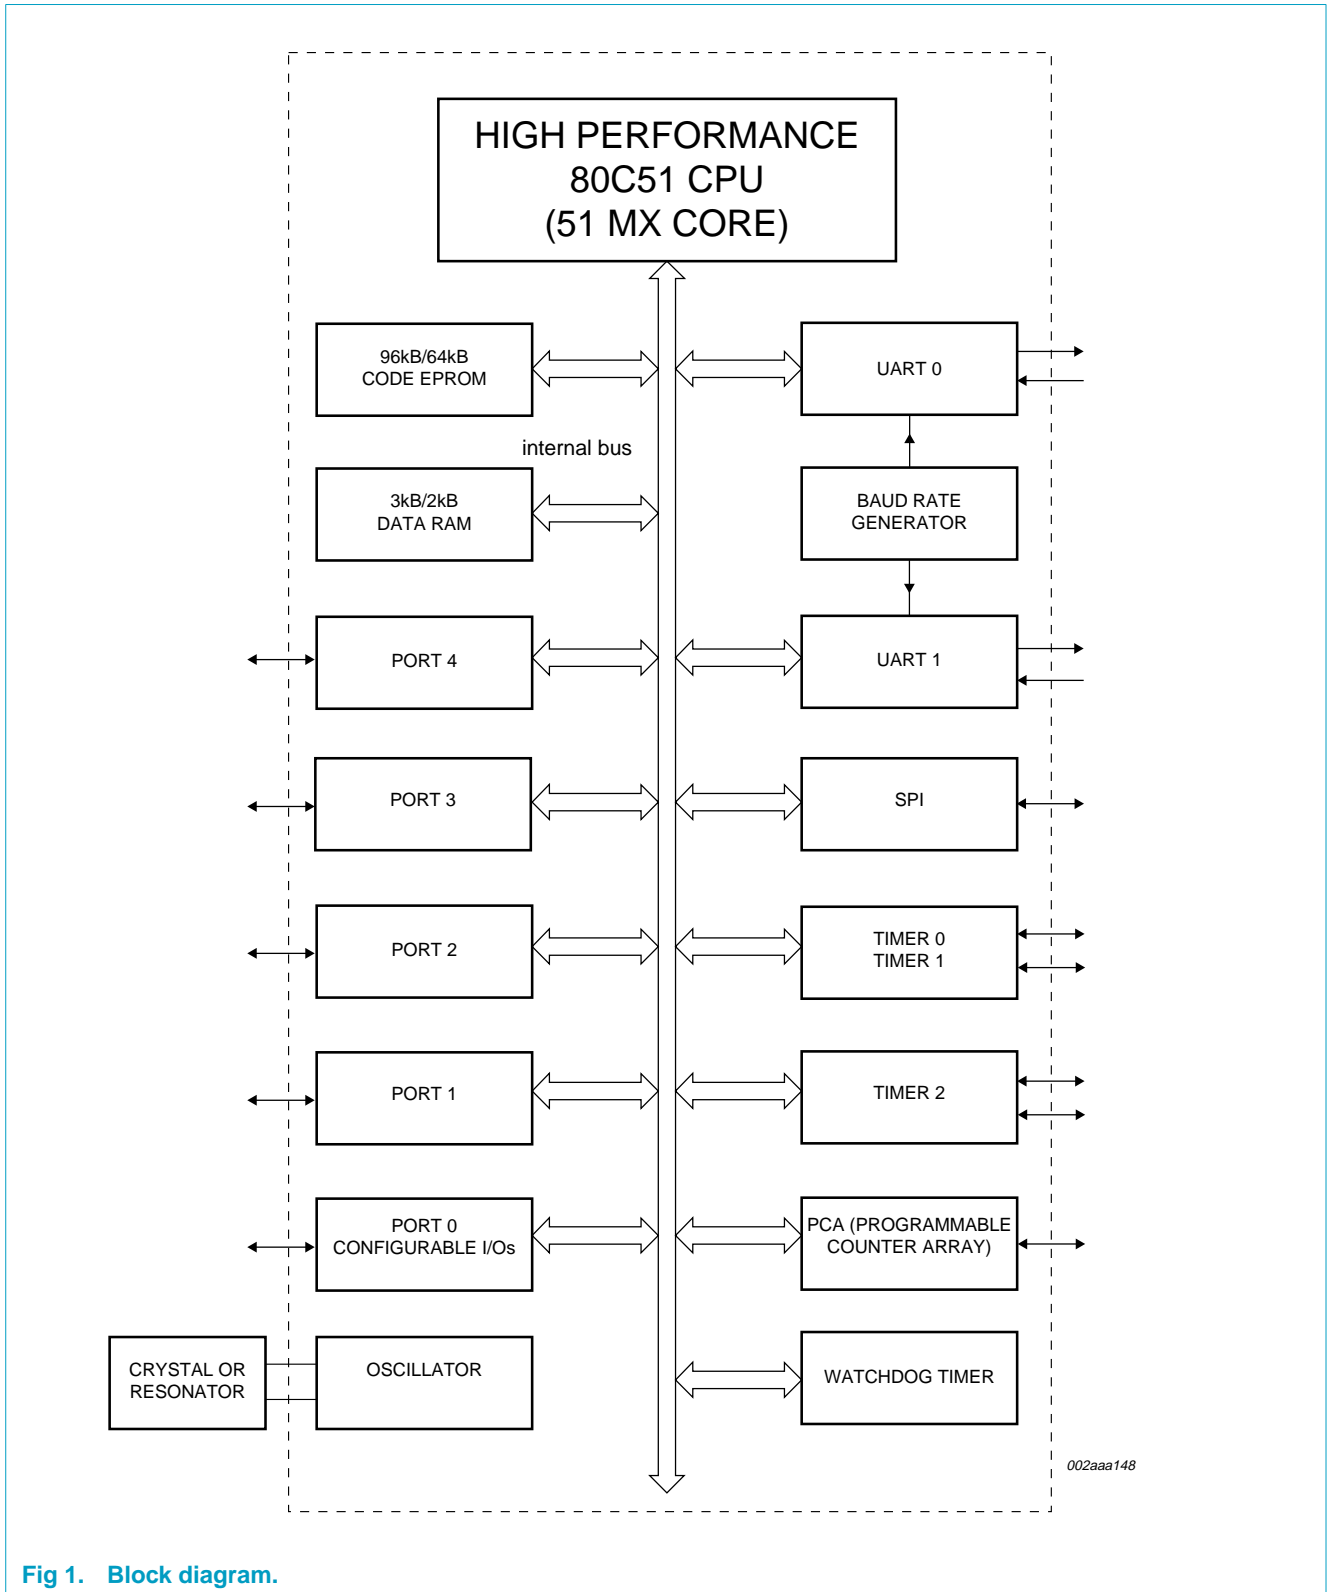 HIGH PERFORMANCE
80C51 CPU
(51 MX CORE)
96kB/64kB
CODE EPROM
UART 0
internal bus
3kB/2kB
DATA RAM
BAUD RATE
GENERATOR
PORT 4
UART 1
PORT 3
SPI
PORT 2
TIMER 0
TIMER 1
PORT 1
TIMER 2
PORT 0
CONFIGURABLE I/Os
PCA (PROGRAMMABLE
COUNTER ARRAY)
CRYSTAL OR
RESONATOR
OSCILLATOR
WATCHDOG TIMER
002aaa148
Fig 1. Block diagram.